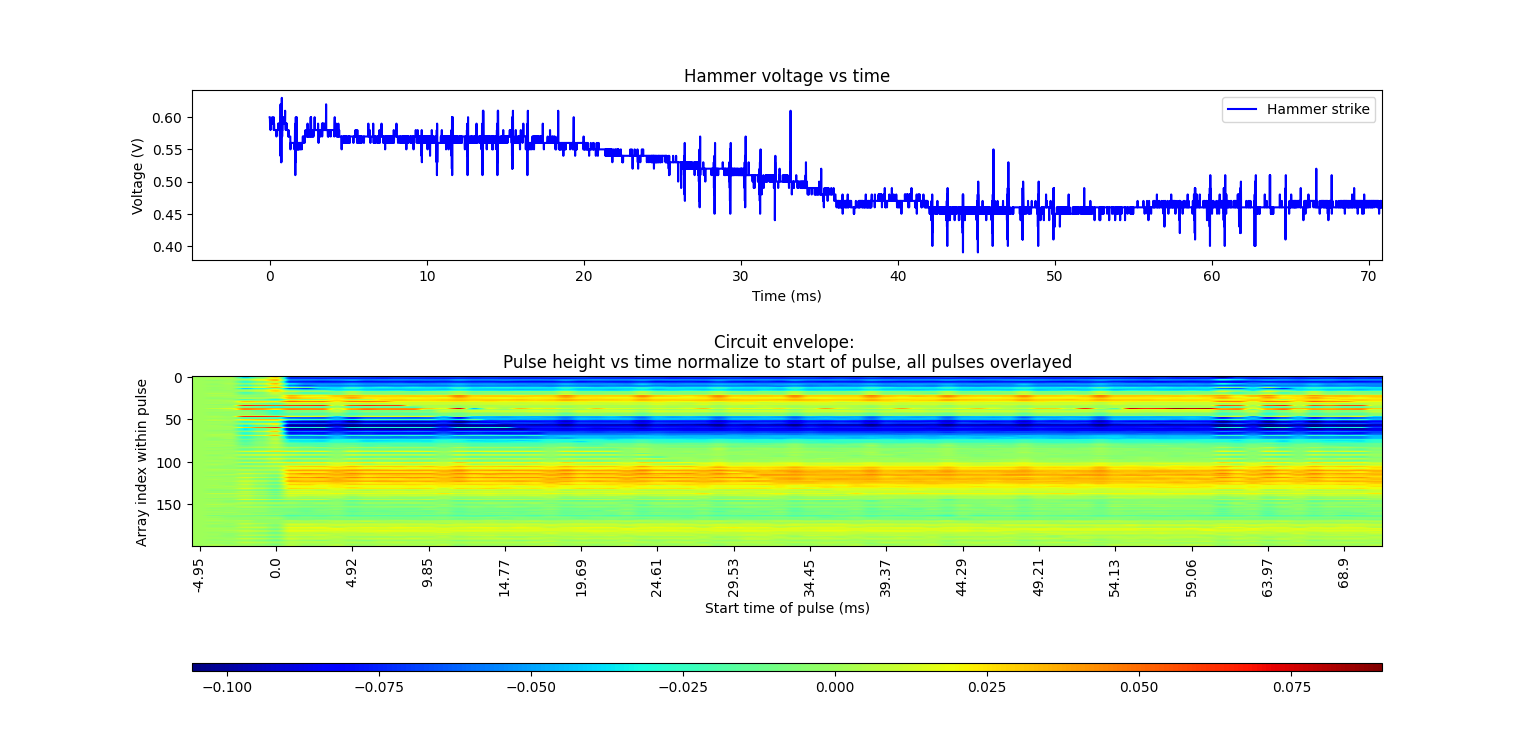 Hammer voltage vs time
Hammer strike
Voltage (V)
0.60
0.55
0.50
0.45
0.40
0 10 20 30 40 50 60 70
Time (ms)
Circuit envelope:
Pulse height vs time normalize to start of pulse, all pulses overlayed
Array index within pulse
0
50
100
150
-4.95 0.0 4.92 9.85 14.77 19.69 24.61 29.53 34.45 39.37 44.29 49.21 54.13 59.06 63.97 68.9
Start time of pulse (ms)
−0.100 −0.075 −0.050 −0.025 0.000 0.025 0.050 0.075